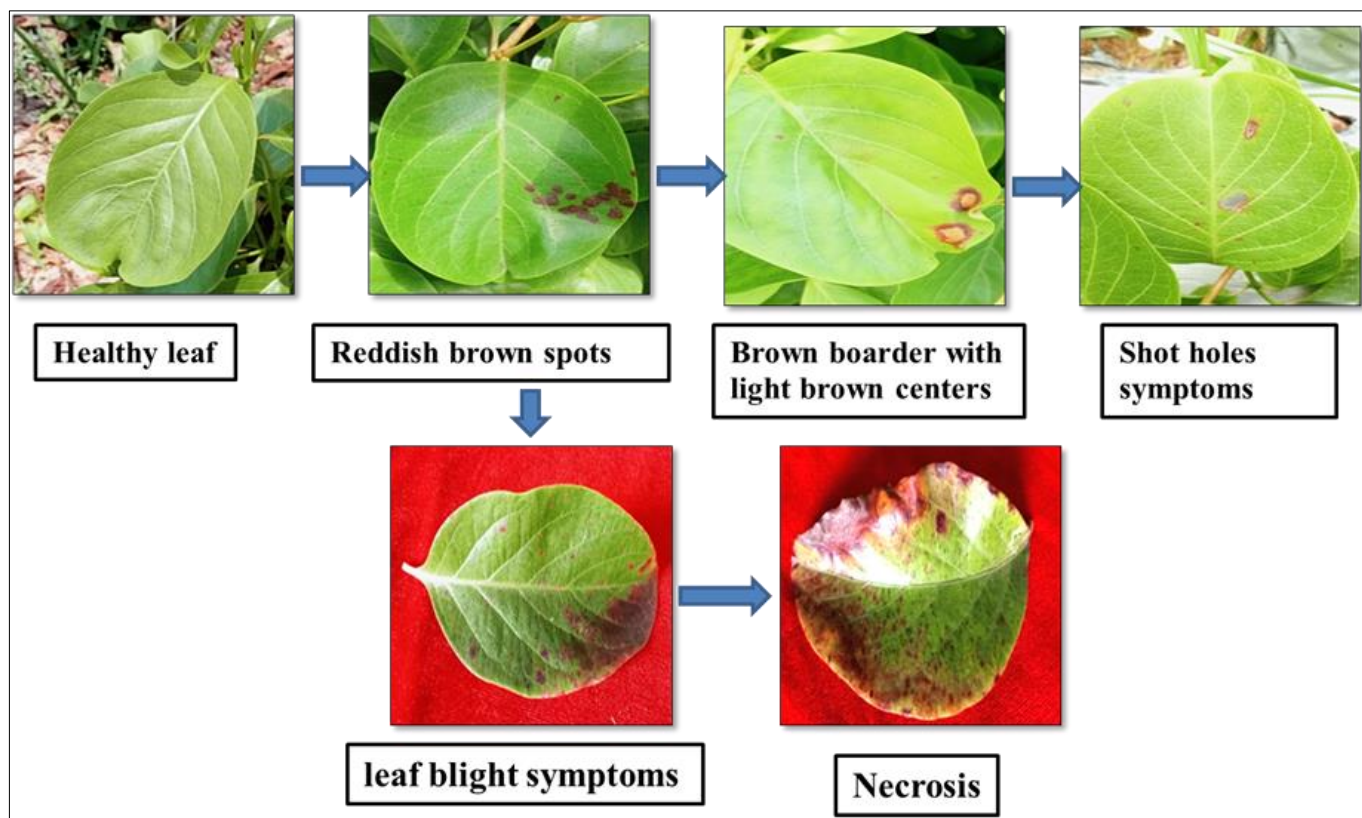 Healthy leaf
Reddish brown spots
Brown boarder with
light brown centers
Shot holes
symptoms
leaf blight symptoms
Necrosis